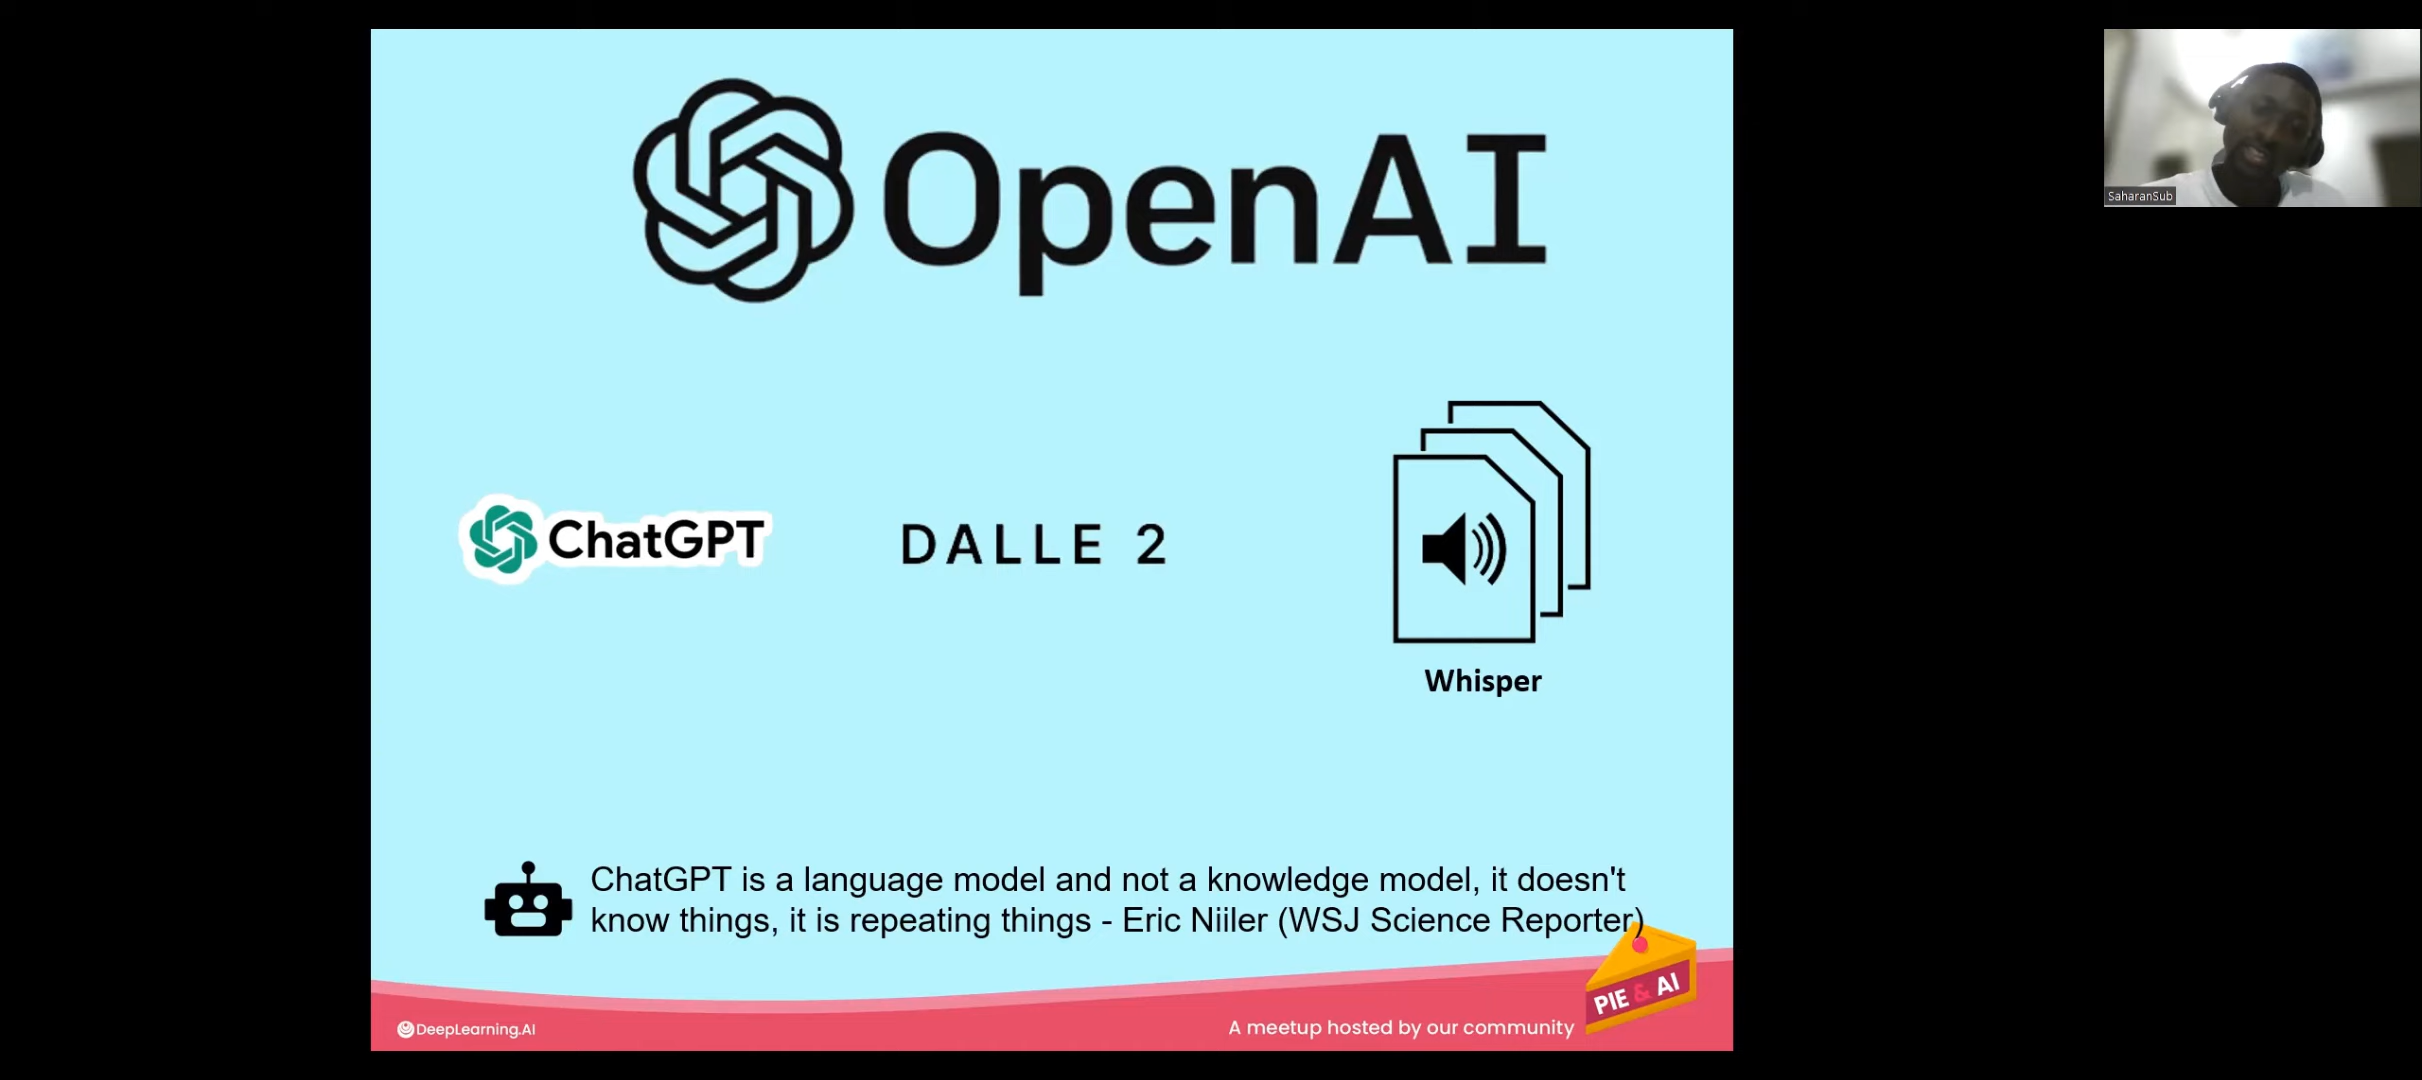 OpenAI
SaharanSub
ChatGPT
DALLE 2
Whisper
ChatGPT is a language model and not a knowledge model, it doesn't
know things, it is repeating things - Eric Niiler (WSJ Science Reporter)
PIE & AI
DeepLearning.AI
A meetup hosted by our community